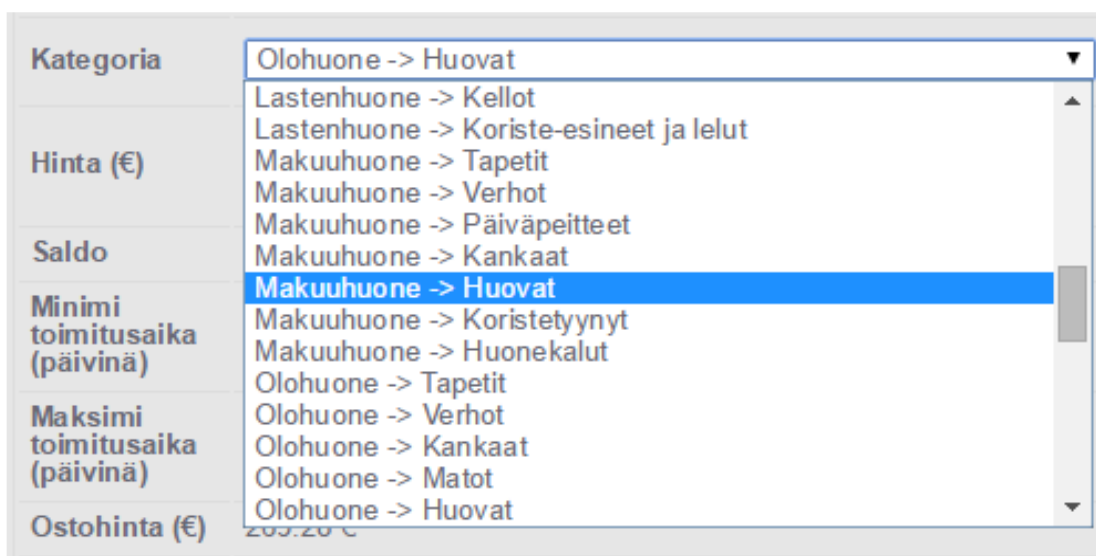 Kategoria
Olohuone -> Huovat
Lastenhuone -> Kellot
Lastenhuone -> Koriste-esineet ja lelut
Makuuhuone -> Tapetit
Makuuhuone -> Verhot
Makuuhuone -> Päiväpeitteet
Makuuhuone -> Kankaat
Makuuhuone -> Huovat
Makuuhuone -> Koristetyynyt
Makuuhuone -> Huonekalut
Olohuone -> Tapetit
Olohuone -> Verhot
Olohuone -> Kankaat
Olohuone -> Matot
Olohuone -> Huovat
Hinta (€)
Saldo
Minimi
toimitusaika
(päivinä)
Maksimi
toimitusaika
(päivinä)
Ostohinta (€)